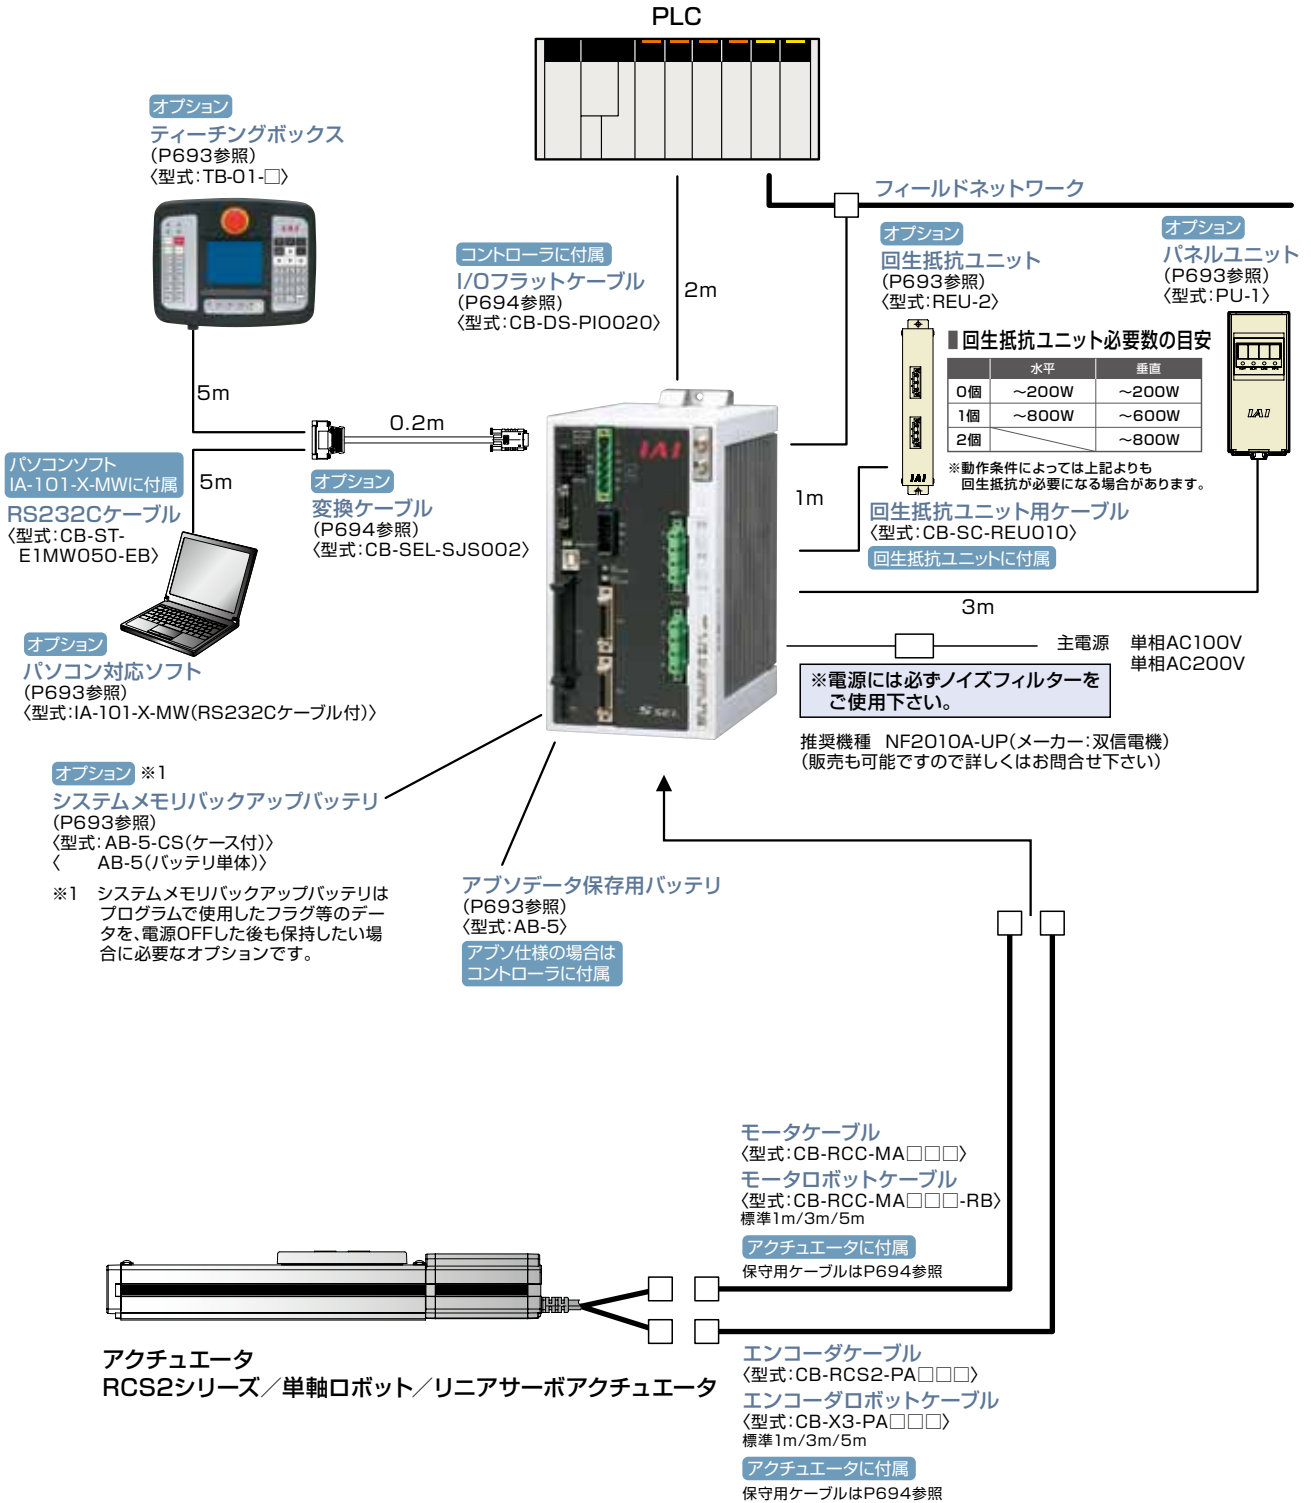 PLC
オプション
ティーチングボックス
(P693参照)
〈型式:TB-01-□〉
フィールドネットワーク
コントローラに付属
I/Oフラットケーブル
(P694参照)
〈型式:CB-DS-PIO020〉
2m
オプション
回生抵抗ユニット
(P693参照)
〈型式:REU-2〉
オプション
パネルユニット
(P693参照)
〈型式:PU-1〉
■回生抵抗ユニット必要数の目安
水平 垂直
0個 ～200W ～200W
1個 ～800W ～600W
2個 ～800W
※動作条件によっては上記よりも
回生抵抗が必要になる場合があります。
IAI
IAI
IAI
IAI
5m
0.2m
パソコンソフト
IA-101-X-MWに付属
5m
RS232Cケーブル
〈型式:CB-ST-
E1MW050-EB〉
オプション
変換ケーブル
(P694参照)
〈型式:CB-SEL-SJS002〉
1m
回生抵抗ユニット用ケーブル
〈型式:CB-SC-REU010〉
回生抵抗ユニットに付属
3m
オプション
パソコン対応ソフト
(P693参照)
〈型式:IA-101-X-MW(RS232Cケーブル付)〉
主電源 単相AC100V
単相AC200V
※電源には必ずノイズフィルターを
ご使用下さい。
SSEL
推奨機種 NF2010A-UP(メーカー:双信電機)
(販売も可能ですので詳しくはお問合せ下さい)
オプション ※1
システムメモリバックアップバッテリ
(P693参照)
〈型式:AB-5-CS(ケース付)〉
〈 AB-5(バッテリ単体)〉
※1 システムメモリバックアップバッテリは
プログラムで使用したフラグ等のデー
タを、電源OFFした後も保持したい場
合に必要なオプションです。
アブソデータ保存用バッテリ
(P693参照)
〈型式:AB-5〉
アブソ仕様の場合は
コントローラに付属
モータケーブル
〈型式:CB-RCC-MA□□□〉
モータロボットケーブル
〈型式:CB-RCC-MA□□□-RB〉
標準1m/3m/5m
アクチュエータに付属
保守用ケーブルはP694参照
アクチュエータ
RCS2シリーズ／単軸ロボット／リニアサーボアクチュエータ
エンコーダケーブル
〈型式:CB-RCS2-PA□□□〉
エンコーダロボットケーブル
〈型式:CB-X3-PA□□□〉
標準1m/3m/5m
アクチュエータに付属
保守用ケーブルはP694参照